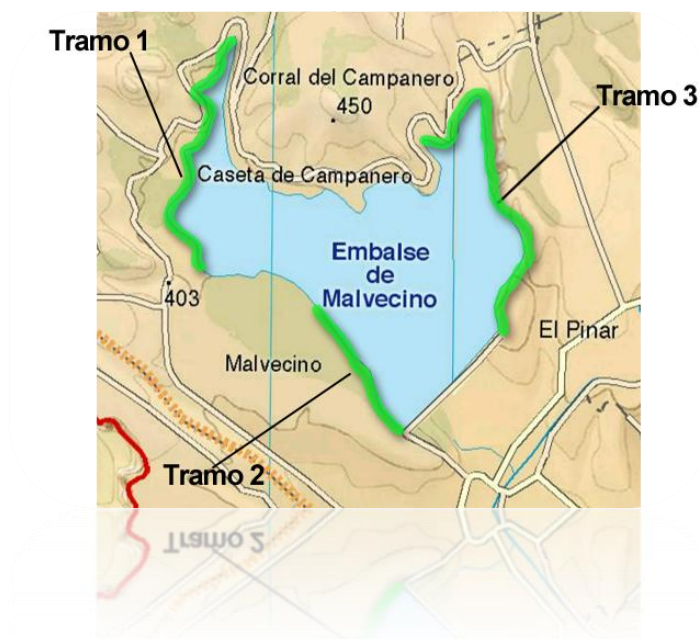 Tramo 1
Corral del Campanero
450
Tramo 3
Caseta de Campanero
Embalse
de
Malvecino
403
El Pinar
Malvecino
Tramo 2
Tramo 2